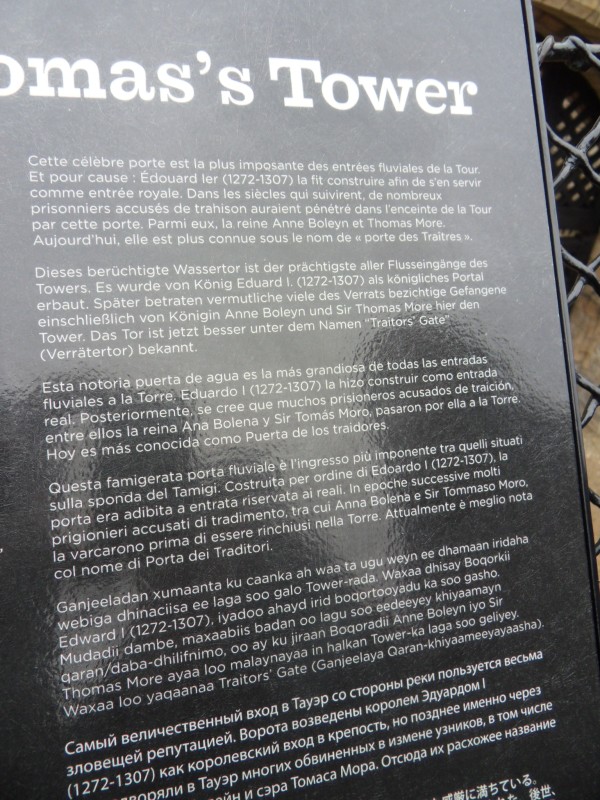 omas's Tower
Cette célèbre porte est la plus imposante des entrées fluviales de la Tour.
Et pour cause : Édouard Ier (1272-1307) la fit construire afin de s'en servir
comme entrée royale. Dans les siècles qui suivirent, de nombreux
prisonniers accusés de trahison auraient pénétré dans l'enceinte de la Tour
par cette porte. Parmi eux, la reine Anne Boleyn et Thomas More.
Aujourd'hui, elle est plus connue sous le nom de « porte des Traîtres ».
Dieses berüchtigte Wassertor ist der prächtigste aller Flusseingänge des
Towers. Es wurde von König Eduard I. (1272-1307) als königliches Portal
erbaut. Später betraten vermutliche viele des Verrats bezichtige Gefangene
einschließlich von Königin Anne Boleyn und Sir Thomas More hier den
Tower. Das Tor ist jetzt besser unter dem Namen "Traitors' Gate"
(Verrätertor) bekannt.
Esta notoria puerta de agua es la más grandiosa de todas las entradas
fluviales a la Torre. Eduardo I (1272-1307) la hizo construir como entrada
real. Posteriormente, se cree que muchos prisioneros acusados de traición,
entre ellos la reina Ana Bolena y Sir Tomás Moro, pasaron por ella a la Torre.
Hoy es más conocida como Puerta de los traidores.
Questa famigerata porta fluviale è l'ingresso più imponente tra quelli situati
sulla sponda del Tamigi. Costruita per ordine di Edoardo I (1272-1307), la
porta era adibita a entrata riservata ai reali. In epoche successive molti
prigionieri accusati di tradimento, tra cui Anna Bolena e Sir Tommaso Moro,
la varcarono prima di essere rinchiusi nella Torre. Attualmente è meglio nota
col nome di Porta dei Traditori.
Ganjeeladan xumaanta ku caanka ah waa ta ugu weyn ee dhamaan iridaha
webiga dhinaciisa ee laga soo galo Tower-rada. Waxaa dhisay Boqorkii
Edward I (1272-1307), iyadoo ahayd irid boqortooyadu ka soo gasho.
Mudadii dambe, maxaabiis badan oo lagu soo eedeeyey khiyaamayn
qaran/daba-dhilifnimo, oo ay ku jiraan Boqoradii Anne Boleyn iyo Sir
Thomas More ayaa loo malaynayaa in halkan Tower-ka laga soo geliyey.
Waxaa loo yaqaanaa Traitors' Gate (Ganjeelaya Qaran-khiyaameeyayaasha).
Самый величественный вход в Тауэр со стороны реки пользуется весьма
зловещей репутацией. Ворота возведены королем Эдуардом I
(1272-1307) как королевский вход в крепость, но позднее именно через
в Тауэр многих обвиненных в измене узников, в том числе
и сэра Томаса Мора. Отсюда их расхожее название
に満ちている。
後世、